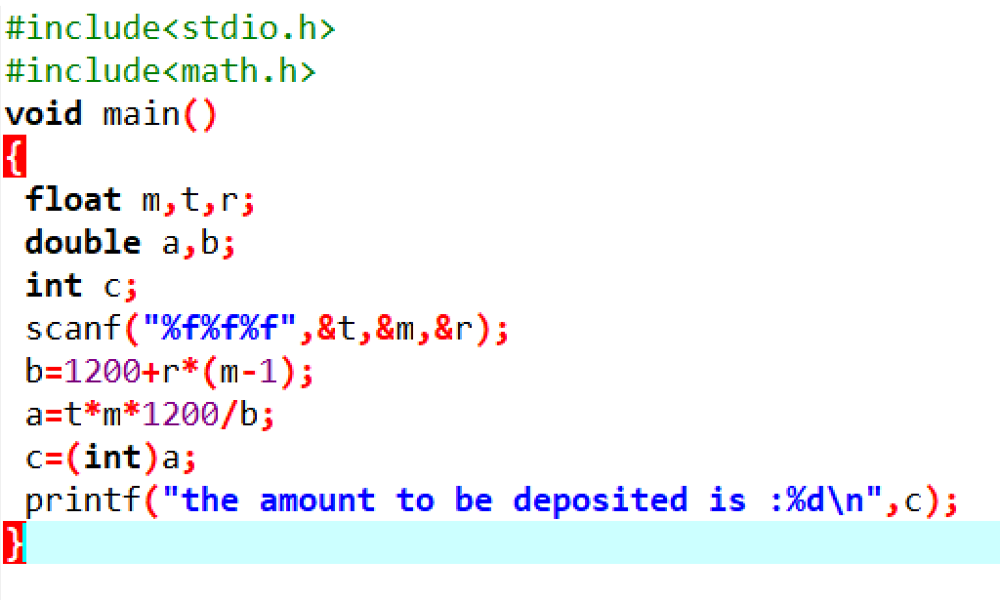 #include<stdio.h>
#include<math.h>
void main()
{
 float m,t,r;
 double a,b;
 int c;
 scanf("%f%f%f",&t,&m,&r);
 b=1200+r*(m-1);
 a=t*m*1200/b;
 c=(int)a;
 printf("the amount to be deposited is :%d\n",c);
}